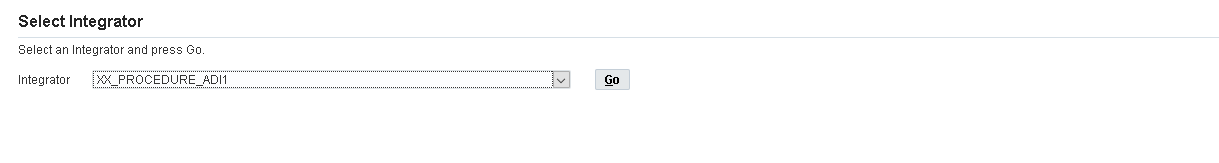 Select Integrator
Select an Integrator and press Go.
Integrator XX_PROCEDURE_ADI1 Go